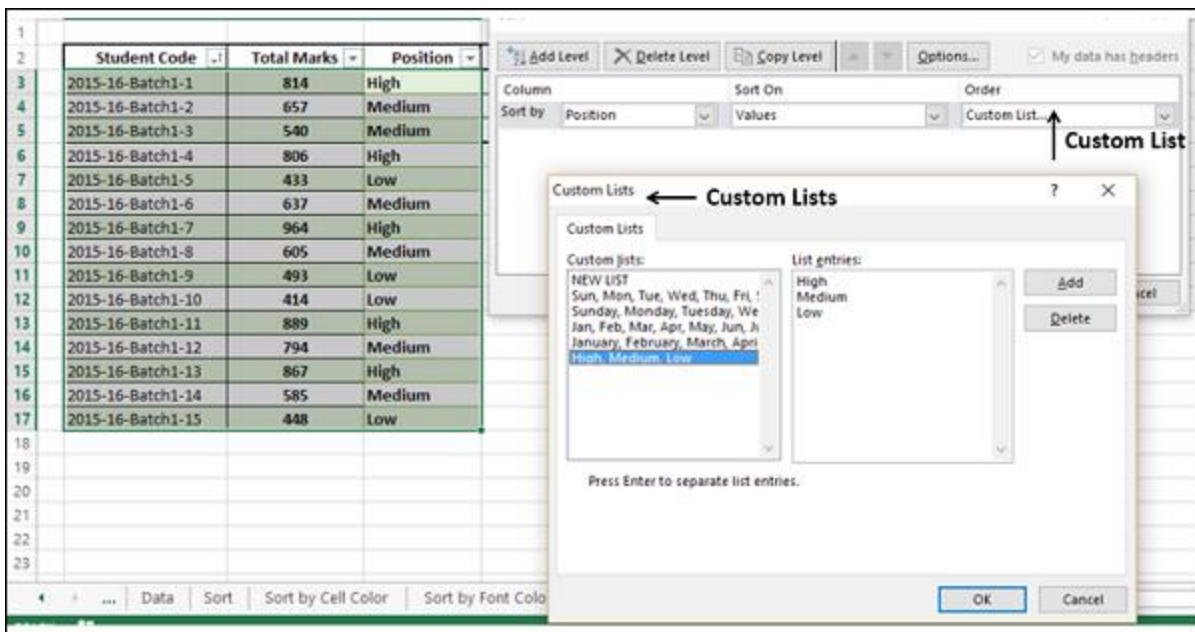 Add Level Delete Level Copy Level Options... My data has headers
Column Sort On Order
Sort by Position Values Custom List...
Custom List
1
2 Student Code Total Marks Position
3 2015-16-Batch1-1 814 High
4 2015-16-Batch1-2 657 Medium
5 2015-16-Batch1-3 540 Medium
6 2015-16-Batch1-4 806 High
7 2015-16-Batch1-5 433 Low
8 2015-16-Batch1-6 637 Medium
9 2015-16-Batch1-7 964 High
10 2015-16-Batch1-8 605 Medium
11 2015-16-Batch1-9 493 Low
12 2015-16-Batch1-10 414 Low
13 2015-16-Batch1-11 889 High
14 2015-16-Batch1-12 794 Medium
15 2015-16-Batch1-13 867 High
16 2015-16-Batch1-14 585 Medium
17 2015-16-Batch1-15 448 Low
18
19
20
21
22
23
Custom Lists ? Custom Lists
Custom Lists
Custom lists: List entries:
NEW LIST
Sun, Mon, Tue, Wed, Thu, Fri,
Sunday, Monday, Tuesday, We
Jan, Feb, Mar, Apr, May, Jun,
January, February, March, Apri
High, Medium, Low
High
Medium
Low
Add
Delete
cel
Press Enter to separate list entries.
OK Cancel
... Data Sort Sort by Cell Color Sort by Font Colo